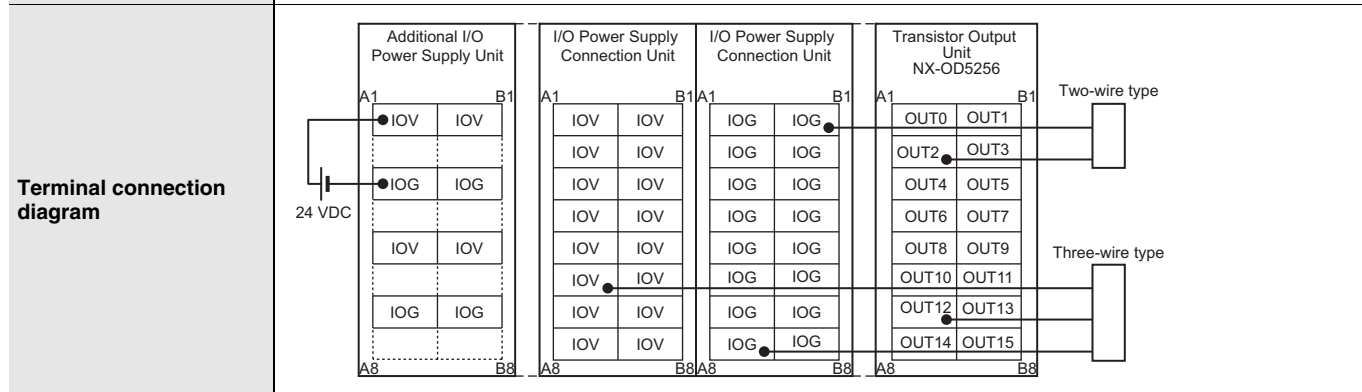 Terminal connection
diagram
Additional I/O
Power Supply Unit
A1 B1
IOV IOV
IOG IOG
IOV IOV
IOG IOG
A8 B8
24 VDC
I/O Power Supply
Connection Unit
A1 B1
IOV IOV
IOV IOV
IOV IOV
IOV IOV
IOV IOV
IOV IOV
IOV IOV
IOV IOV
A8 B8
I/O Power Supply
Connection Unit
A1 B1
IOG IOG
IOG IOG
IOG IOG
IOG IOG
IOG IOG
IOG IOG
IOG IOG
IOG IOG
A8 B8
Transistor Output
Unit
NX-OD5256
A1 B1
OUT0 OUT1
OUT2 OUT3
OUT4 OUT5
OUT6 OUT7
OUT8 OUT9
OUT10 OUT11
OUT12 OUT13
OUT14 OUT15
A8 B8
Two-wire type
Three-wire type